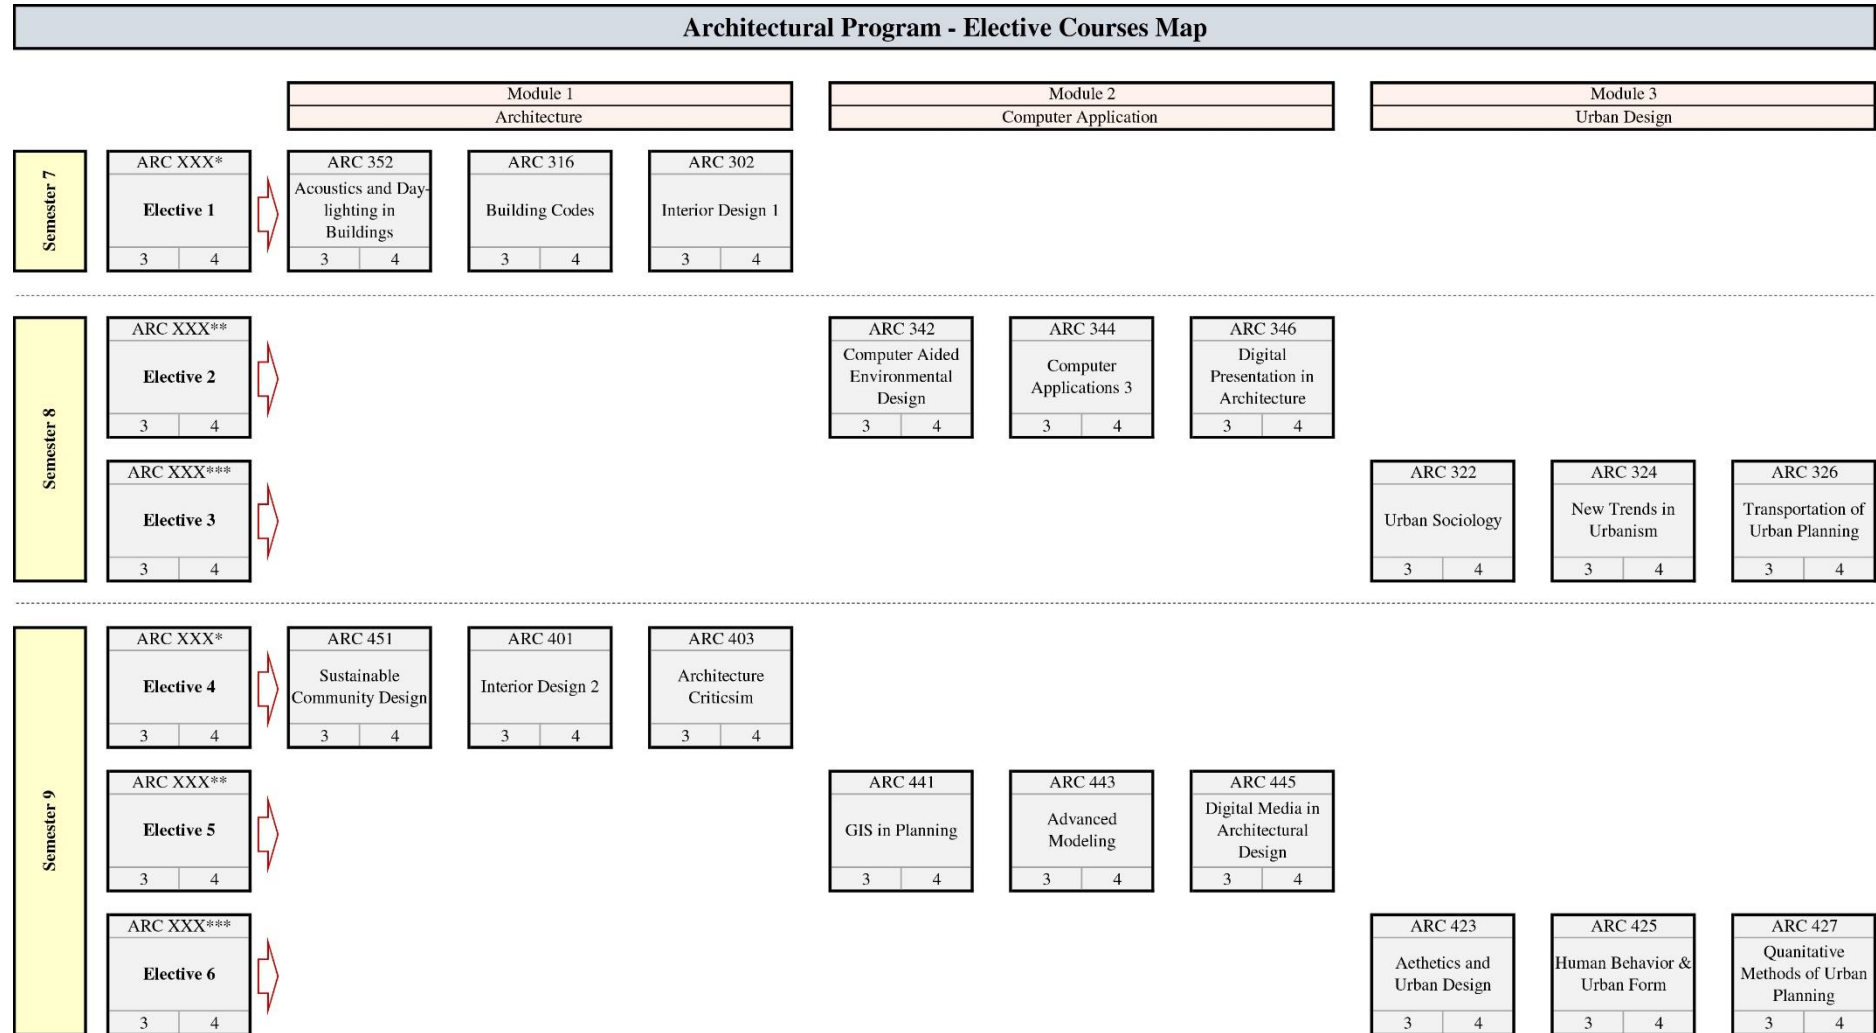 Architectural Program - Elective Courses Map
Module 1
Architecture
Module 2
Computer Application
Module 3
Urban Design
Semester 7
ARC XXX*
Elective 1
3 4
ARC 352
Acoustics and Day-
lighting in
Buildings
3 4
ARC 316
Building Codes
3 4
ARC 302
Interior Design 1
3 4
Semester 8
ARC XXX**
Elective 2
3 4
ARC 342
Computer Aided
Environmental
Design
3 4
ARC 344
Computer
Applications 3
3 4
ARC 346
Digital
Presentation in
Architecture
3 4
ARC XXX***
Elective 3
3 4
ARC 322
Urban Sociology
3 4
ARC 324
New Trends in
Urbanism
3 4
ARC 326
Transportation of
Urban Planning
3 4
Semester 9
ARC XXX*
Elective 4
3 4
ARC 451
Sustainable
Community Design
3 4
ARC 401
Interior Design 2
3 4
ARC 403
Architecture
Criticsim
3 4
ARC XXX**
Elective 5
3 4
ARC 441
GIS in Planning
3 4
ARC 443
Advanced
Modeling
3 4
ARC 445
Digital Media in
Architectural
Design
3 4
ARC XXX***
Elective 6
3 4
ARC 423
Aethetics and
Urban Design
3 4
ARC 425
Human Behavior &
Urban Form
3 4
ARC 427
Quanitative
Methods of Urban
Planning
3 4